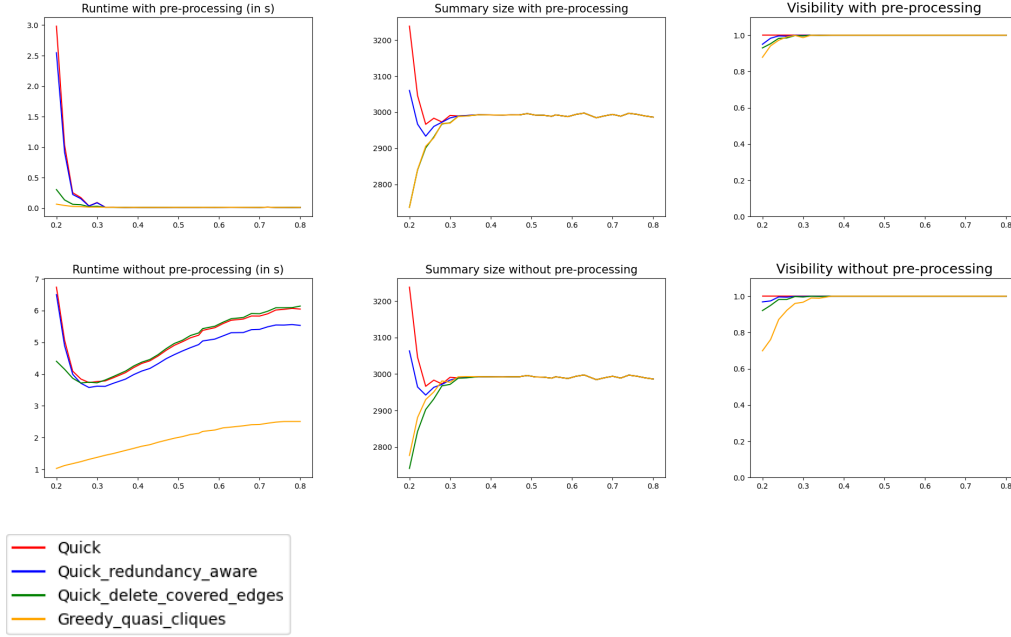 Runtime with pre-processing (in s)
3.0
2.5
2.0
1.5
1.0
0.5
0.0
0.2 0.3 0.4 0.5 0.6 0.7 0.8
Summary size with pre-processing
3200
3100
3000
2900
2800
0.2 0.3 0.4 0.5 0.6 0.7 0.8
Visibility with pre-processing
1.0
0.8
0.6
0.4
0.2
0.0
0.2 0.3 0.4 0.5 0.6 0.7 0.8
Runtime without pre-processing (in s)
7
6
5
4
3
2
1
0.2 0.3 0.4 0.5 0.6 0.7 0.8
Summary size without pre-processing
3200
3100
3000
2900
2800
0.2 0.3 0.4 0.5 0.6 0.7 0.8
Visibility without pre-processing
1.0
0.8
0.6
0.4
0.2
0.0
0.2 0.3 0.4 0.5 0.6 0.7 0.8
Quick
Quick_redundancy_aware
Quick_delete_covered_edges
Greedy_quasi_cliques